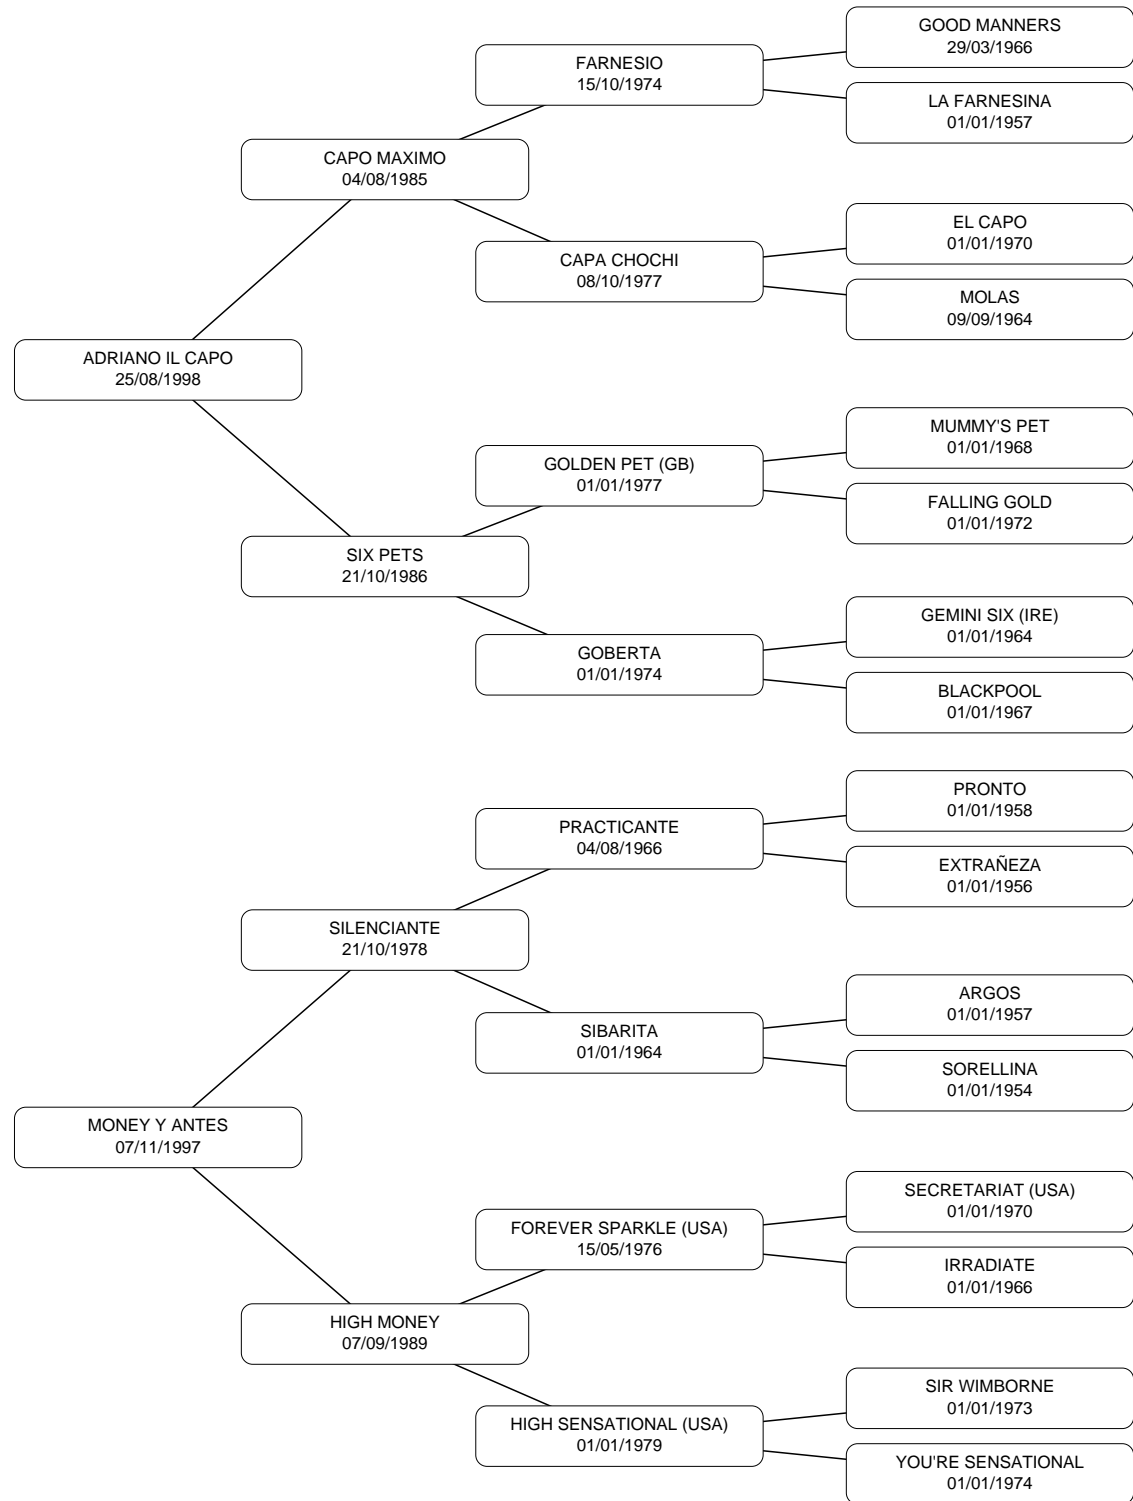 GOOD MANNERS
29/03/1966
FARNESIO
15/10/1974
LA FARNESINA
01/01/1957
CAPO MAXIMO
04/08/1985
EL CAPO
01/01/1970
CAPA CHOCHI
08/10/1977
MOLAS
09/09/1964
ADRIANO IL CAPO
25/08/1998
MUMMY'S PET
01/01/1968
GOLDEN PET (GB)
01/01/1977
FALLING GOLD
01/01/1972
SIX PETS
21/10/1986
GEMINI SIX (IRE)
01/01/1964
GOBERTA
01/01/1974
BLACKPOOL
01/01/1967
PRONTO
01/01/1958
PRACTICANTE
04/08/1966
EXTRAÑEZA
01/01/1956
SILENCIANTE
21/10/1978
ARGOS
01/01/1957
SIBARITA
01/01/1964
SORELLINA
01/01/1954
MONEY Y ANTES
07/11/1997
SECRETARIAT (USA)
01/01/1970
FOREVER SPARKLE (USA)
15/05/1976
IRRADIATE
01/01/1966
HIGH MONEY
07/09/1989
SIR WIMBORNE
01/01/1973
HIGH SENSATIONAL (USA)
01/01/1979
YOU'RE SENSATIONAL
01/01/1974